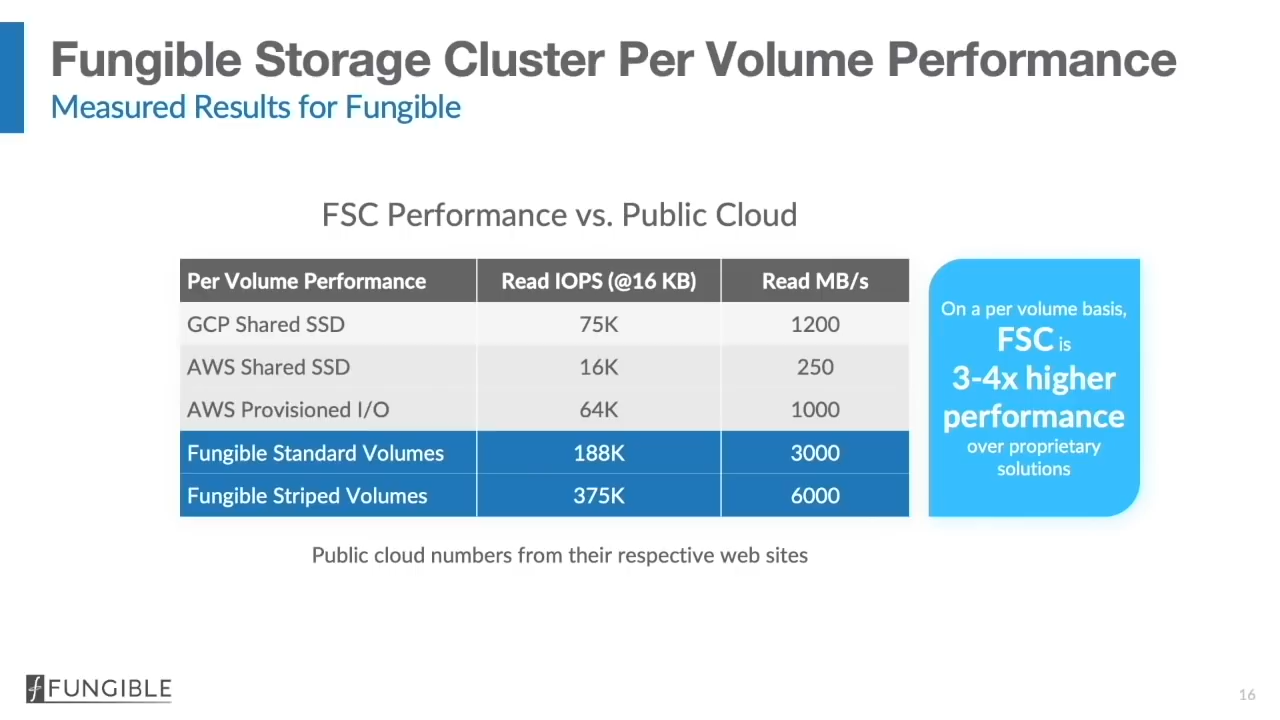 Fungible Storage Cluster Per Volume Performance
Measured Results for Fungible
FSC Performance vs. Public Cloud
Per Volume Performance Read IOPS (@16 KB) Read MB/s
GCP Shared SSD 75K 1200
AWS Shared SSD 16K 250
AWS Provisioned I/O 64K 1000
Fungible Standard Volumes 188K 3000
Fungible Striped Volumes 375K 6000
On a per volume basis,
FSC is
3-4x higher
performance
over proprietary
solutions
Public cloud numbers from their respective web sites
FUNGIBLE
16